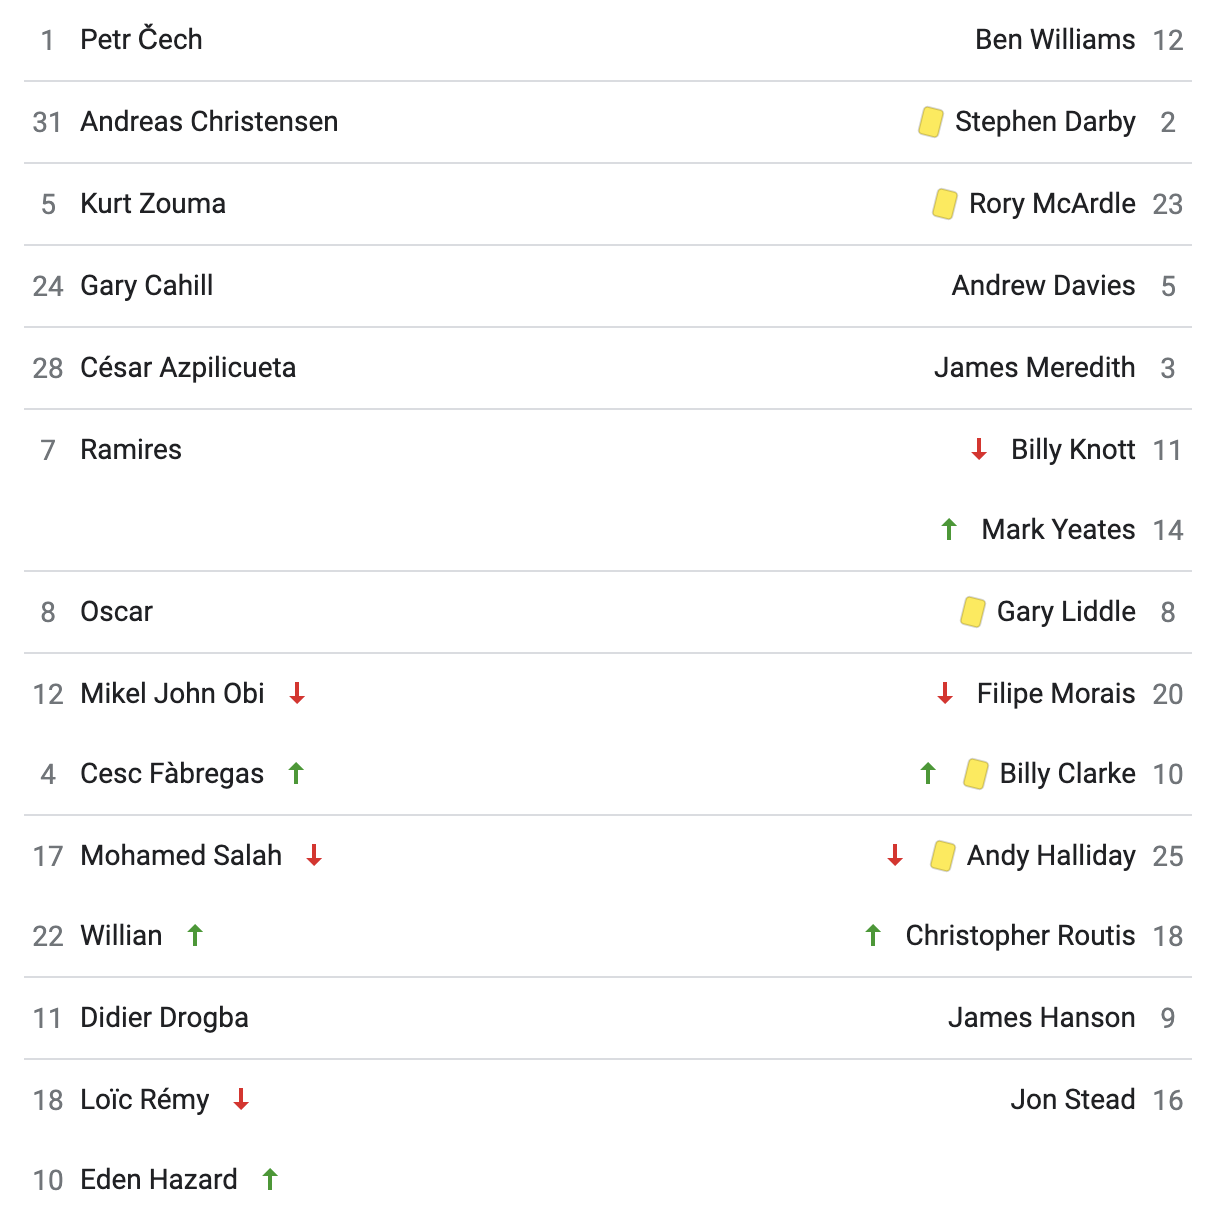 1 Petr Čech Ben Williams 12
31 Andreas Christensen Stephen Darby 2
5 Kurt Zouma Rory McArdle 23
24 Gary Cahill Andrew Davies 5
28 César Azpilicueta James Meredith 3
7 Ramires Billy Knott 11
Mark Yeates 14
8 Oscar Gary Liddle 8
12 Mikel John Obi Filipe Morais 20
4 Cesc Fàbregas Billy Clarke 10
17 Mohamed Salah Andy Halliday 25
22 Willian Christopher Routis 18
11 Didier Drogba James Hanson 9
18 Loïc Rémy Jon Stead 16
10 Eden Hazard